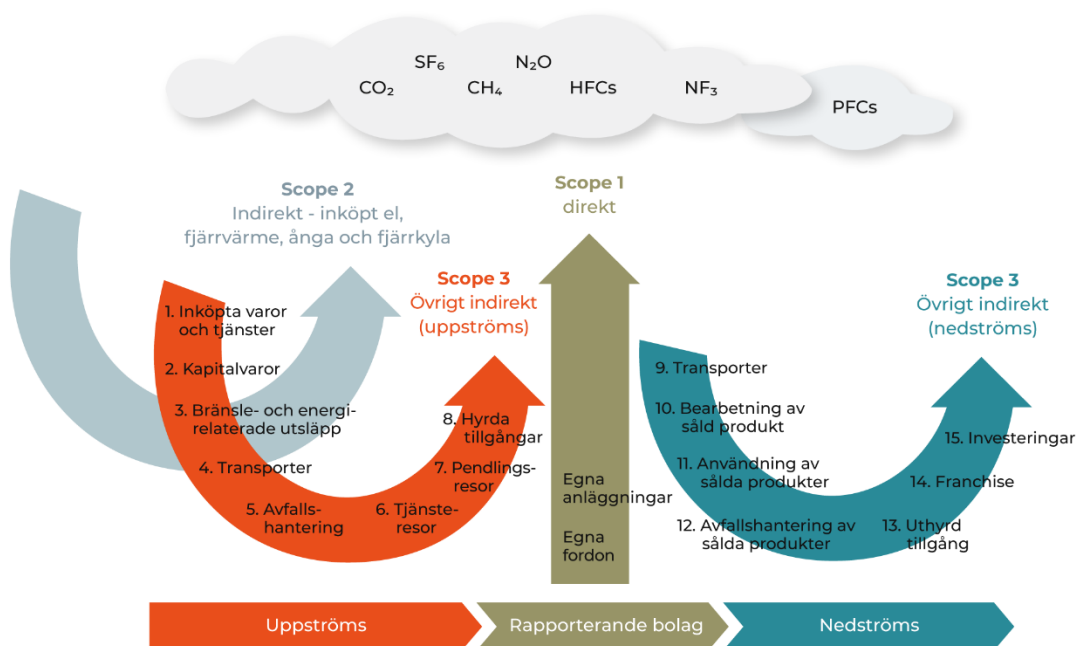 SF₆
N₂O
CO₂
CH₄
HFCs
NF₃
PFCs
Scope 2
Indirekt - inköpt el,
fjärrvärme, ånga och fjärrkyla
Scope 1
direkt
Scope 3
Övrigt indirekt
(uppströms)
Scope 3
Övrigt indirekt
(nedströms)
1. Inköpta varor
och tjänster
2. Kapitalvaror
3. Bränsle- och energi-
relaterade utsläpp
4. Transporter
5. Avfalls-
hantering
6. Tjänste-
resor
7. Pendlings-
resor
8. Hyrda
tillgångar
Egna
anläggningar
Egna
fordon
9. Transporter
10. Bearbetning av
såld produkt
11. Användning av
sålda produkter
12. Avfallshantering av
sålda produkter
13. Uthyrd
tillgång
14. Franchise
15. Investeringar
Uppströms
Rapporterande bolag
Nedströms